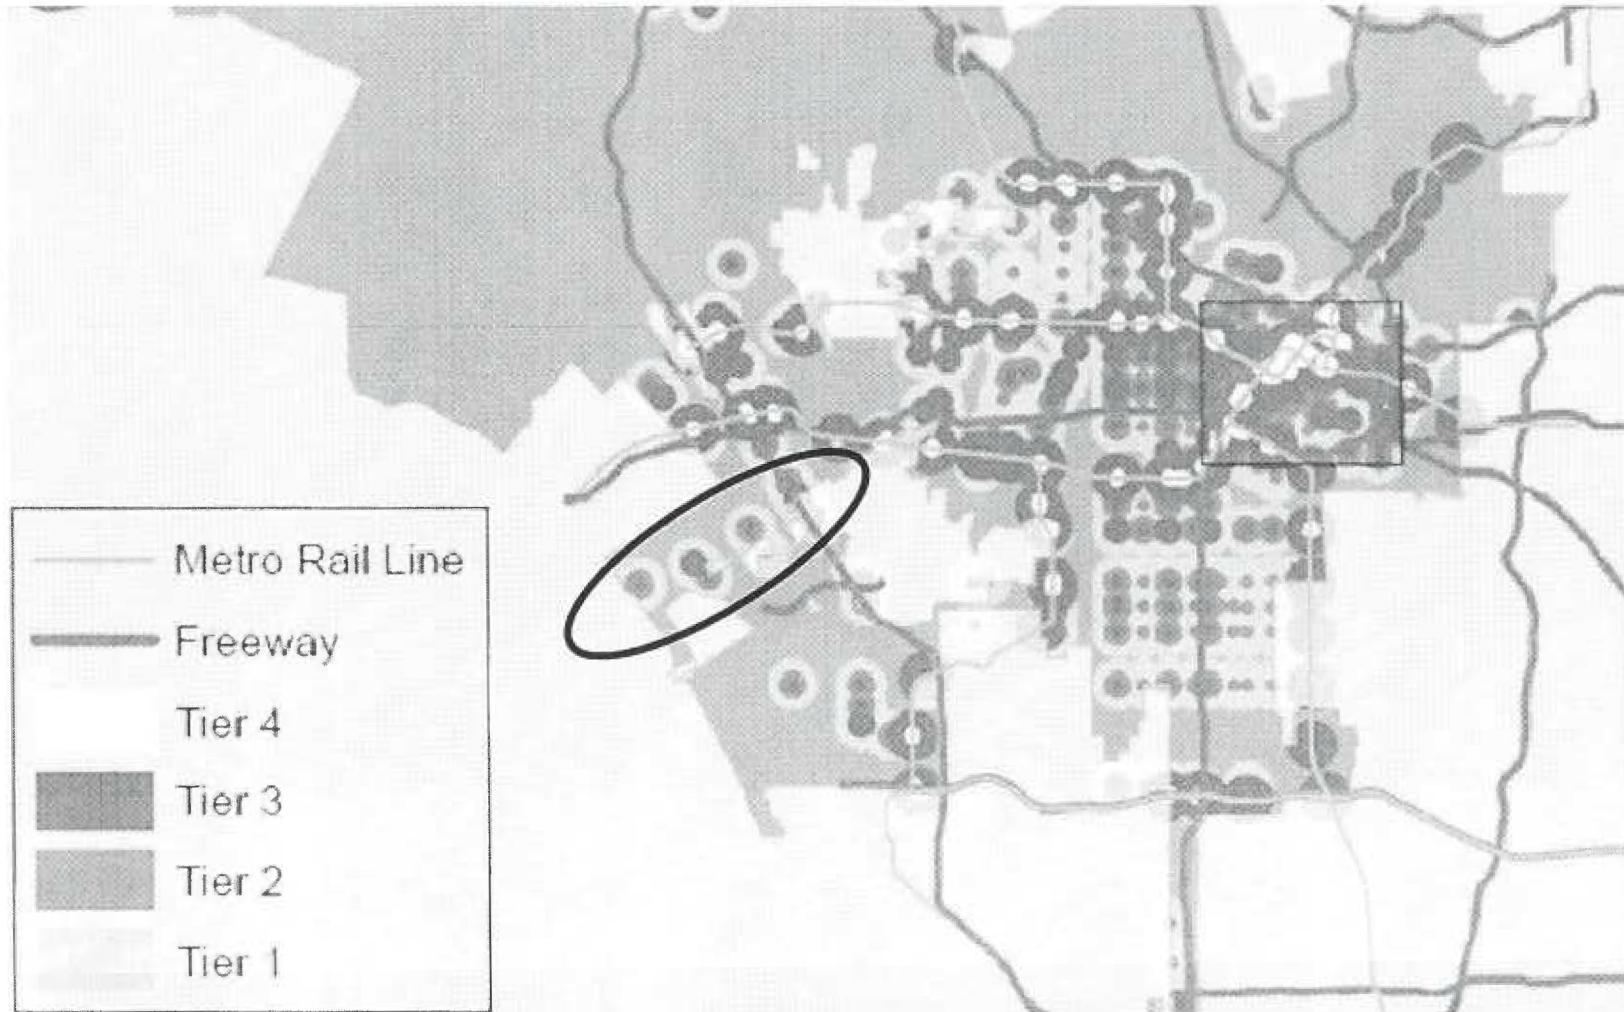 Metro Rail Line
Freeway
Tier 4
Tier 3
Tier 2
Tier 1